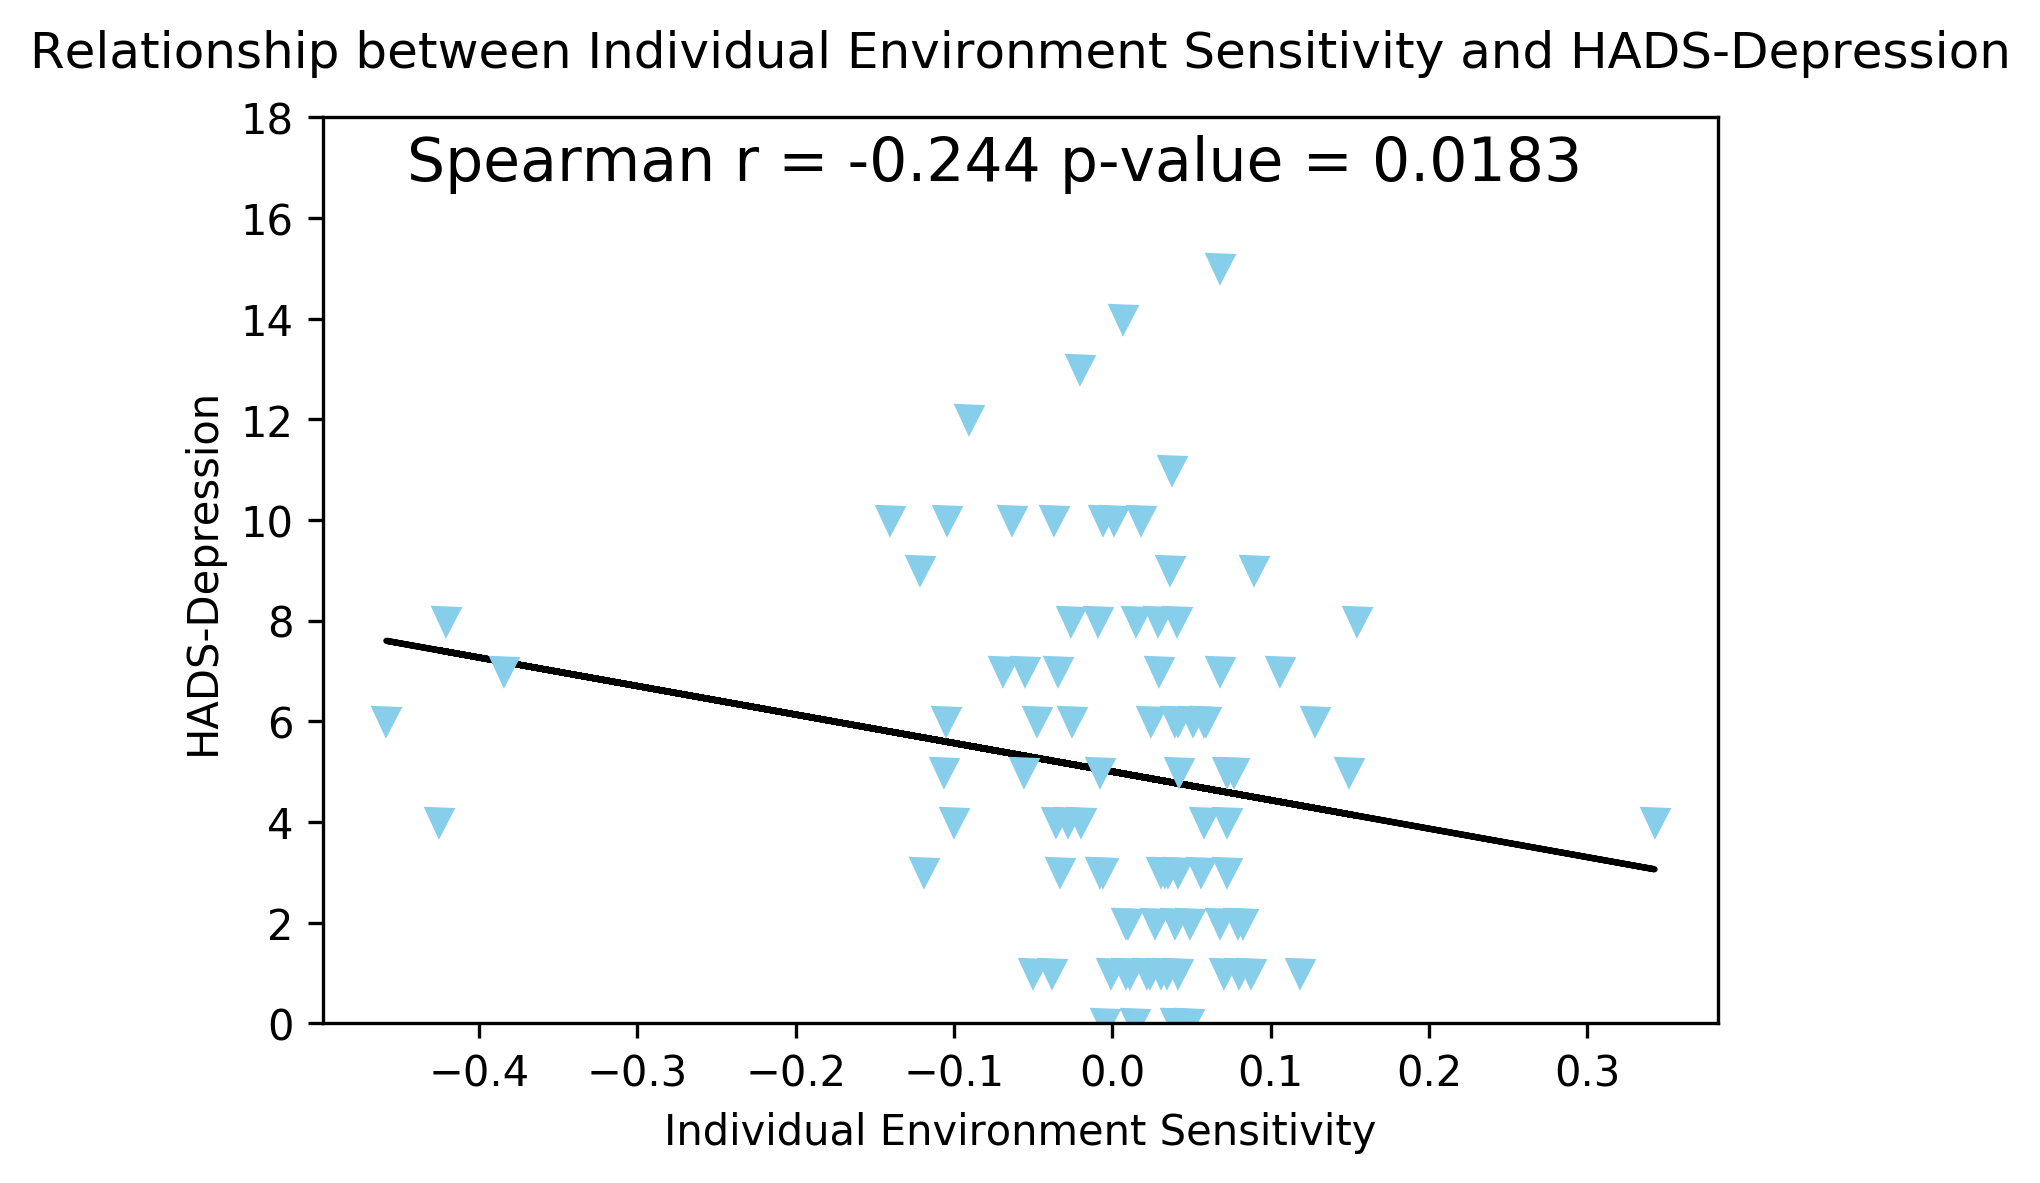 Relationship between Individual Environment Sensitivity and HADS-Depression
Spearman r = -0.244 p-value = 0.0183
18
16
14
12
10
8
6
4
2
0
HADS-Depression
−0.4 −0.3 −0.2 −0.1 0.0 0.1 0.2 0.3
Individual Environment Sensitivity